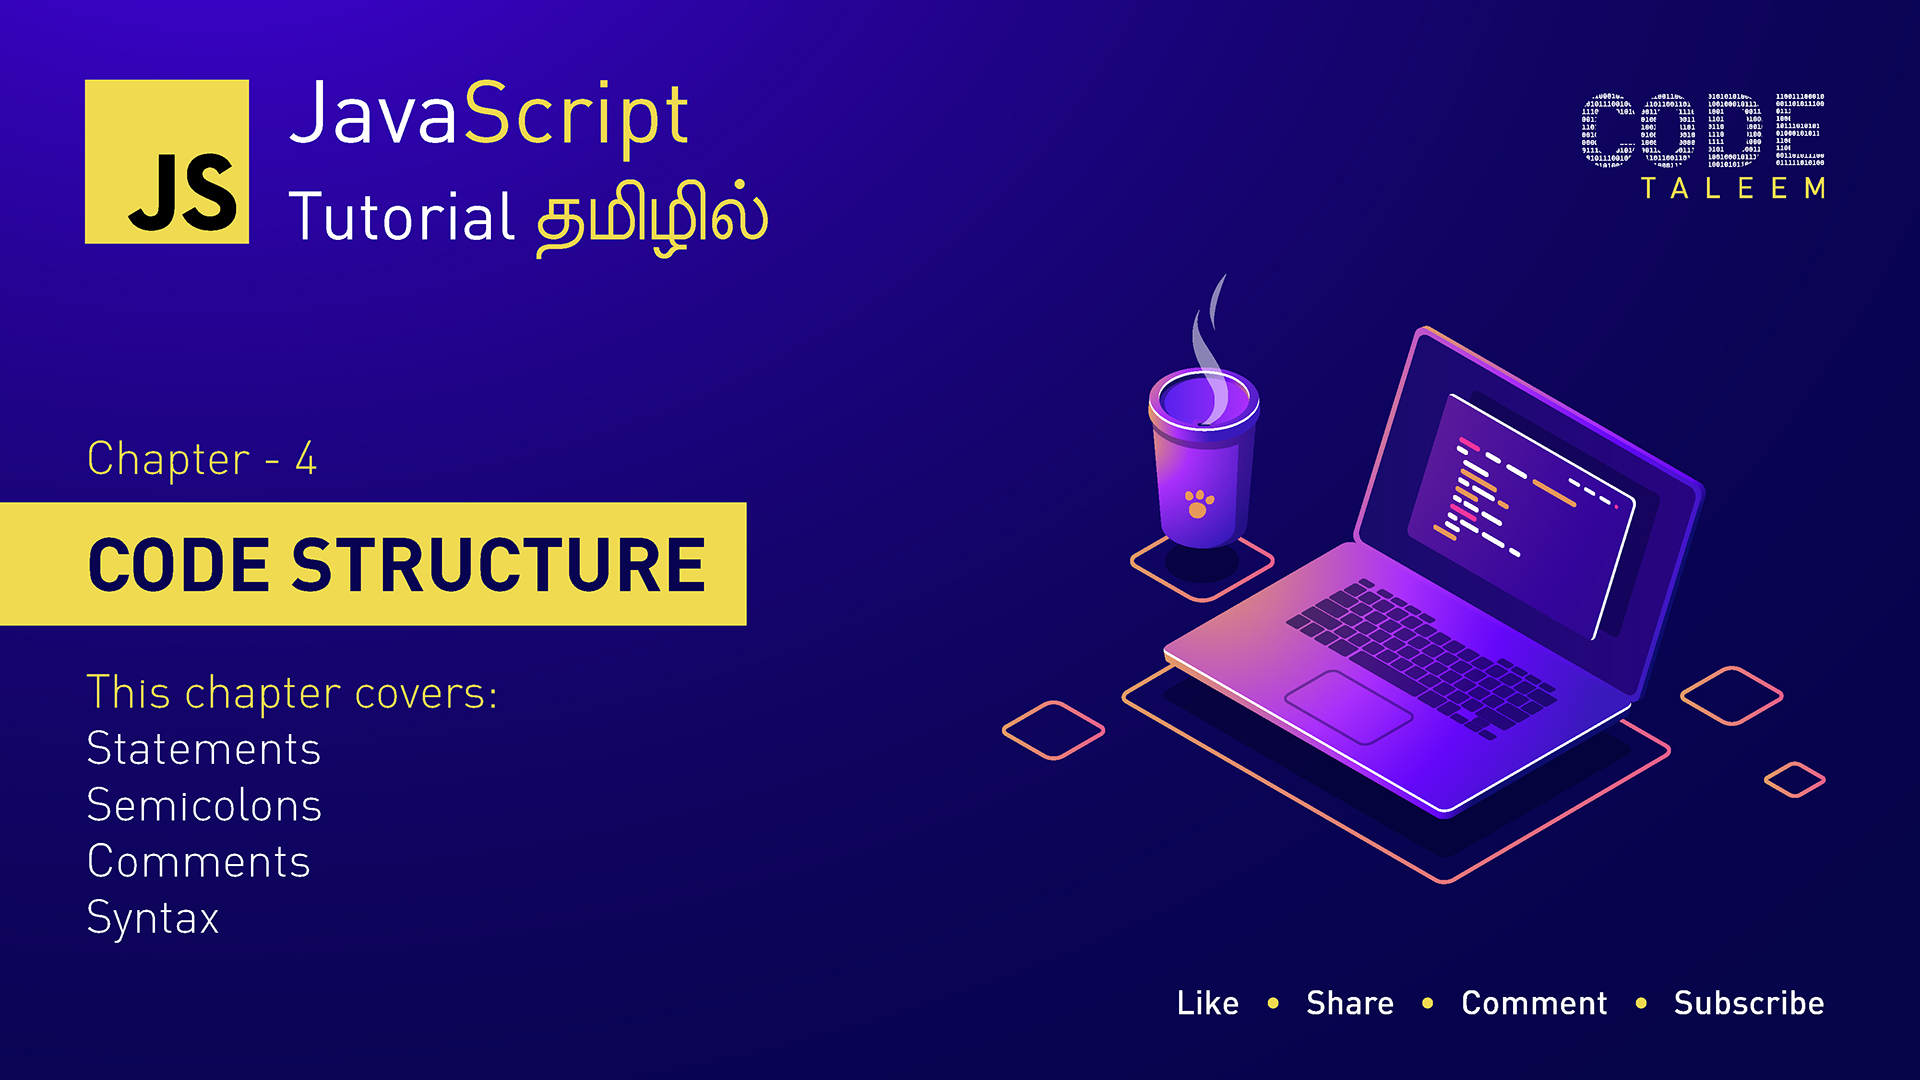 JS
JavaScript
Tutorial தமிழில்
CODE
TALEEM
Chapter - 4
CODE STRUCTURE
This chapter covers:
Statements
Semicolons
Comments
Syntax
Like • Share • Comment • Subscribe